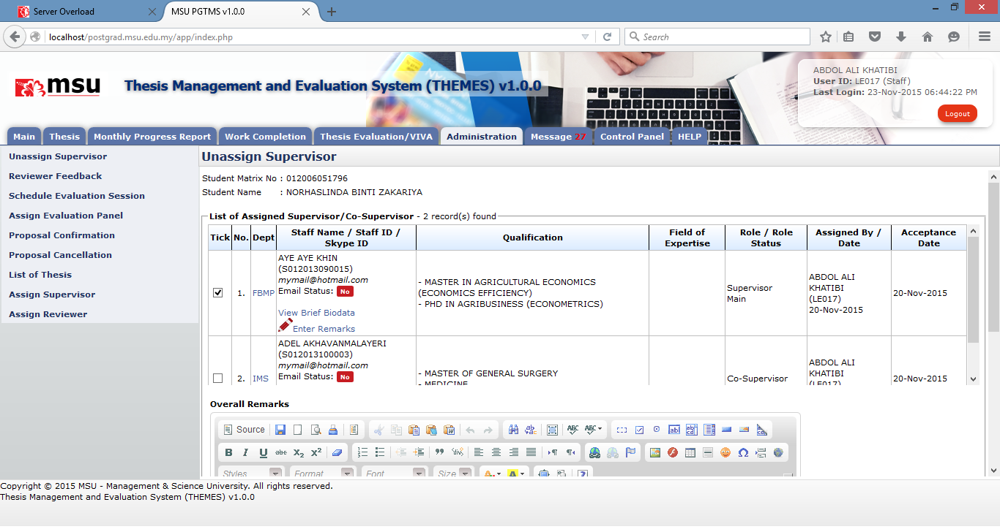 Server Overload
MSU PGTMS v1.0.0
localhost/postgrad.msu.edu.my/app/index.php
Search
msu
Thesis Management and Evaluation System (THEMES) v1.0.0
ABDOL ALI KHATIBI
User ID: LE017 (Staff)
Last Login: 23-Nov-2015 06:44:22 PM
Logout
Main
Thesis
Monthly Progress Report
Work Completion
Thesis Evaluation/VIVA
Administration
Message 27
Control Panel
HELP
Unassign Supervisor
Reviewer Feedback
Schedule Evaluation Session
Assign Evaluation Panel
Proposal Confirmation
Proposal Cancellation
List of Thesis
Assign Supervisor
Assign Reviewer
Unassign Supervisor
Student Matrix No : 012006051796
Student Name : NORHASLINDA BINTI ZAKARIYA
List of Assigned Supervisor/Co-Supervisor - 2 record(s) found
Tick
No.
Dept
Staff Name / Staff ID /
Skype ID
Qualification
Field of
Expertise
Role / Role
Status
Assigned By /
Date
Acceptance
Date
1.
FBMP
AYE AYE KHIN
(S012013090015)
mymail@hotmail.com
Email Status: No
View Brief Biodata
Enter Remarks
- MASTER IN AGRICULTURAL ECONOMICS
(ECONOMICS EFFICIENCY)
- PHD IN AGRIBUSINESS (ECONOMETRICS)
Supervisor
Main
ABDOL ALI
KHATIBI
(LE017)
20-Nov-2015
20-Nov-2015
2.
IMS
ADEL AKHAVANMALAYERI
(S012013100003)
mymail@hotmail.com
Email Status: No
- MASTER OF GENERAL SURGERY
- MEDICINE
Co-Supervisor
ABDOL ALI
KHATIBI
(LE017)
20-Nov-2015
Overall Remarks
Source
Styles
Format
Font
Size
Copyright © 2015 MSU - Management & Science University. All rights reserved.
Thesis Management and Evaluation System (THEMES) v1.0.0